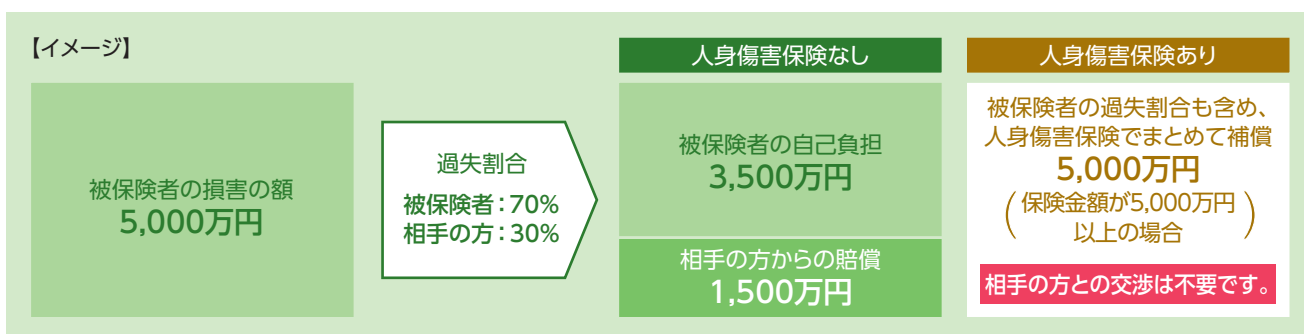 【イメージ】
被保険者の損害の額
5,000万円
過失割合
被保険者：70%
相手の方：30%
人身傷害保険なし
被保険者の自己負担
3,500万円
相手の方からの賠償
1,500万円
人身傷害保険あり
被保険者の過失割合も含め、
人身傷害保険でまとめて補償
5,000万円
（保険金額が5,000万円
以上の場合）
相手の方との交渉は不要です。